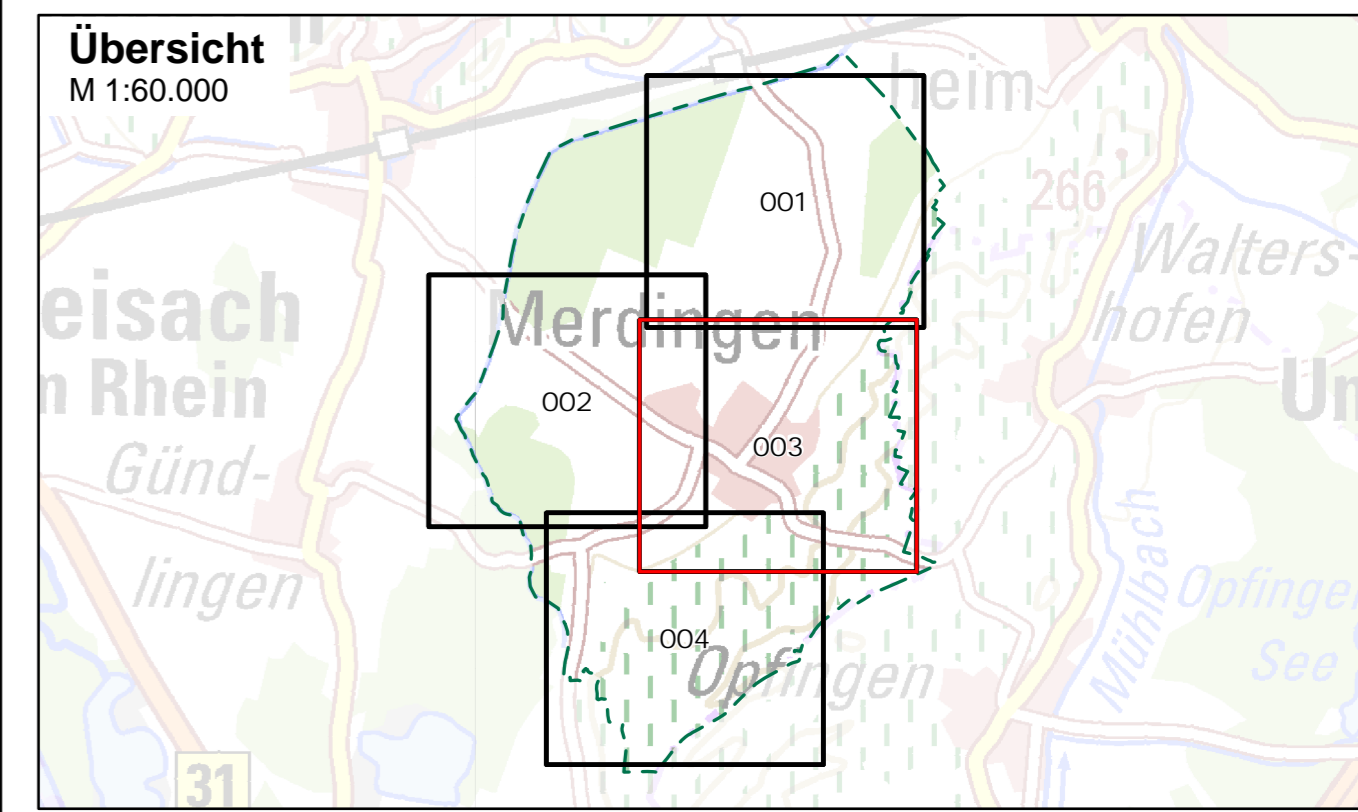 Übersicht
M 1:60.000
heim
001
266
Walters-
hofen
eisach
m Rhein
Merdingen
002
003
Günd-
lingen
Mühlbach
Opfinger
See
004
Opfingen
31